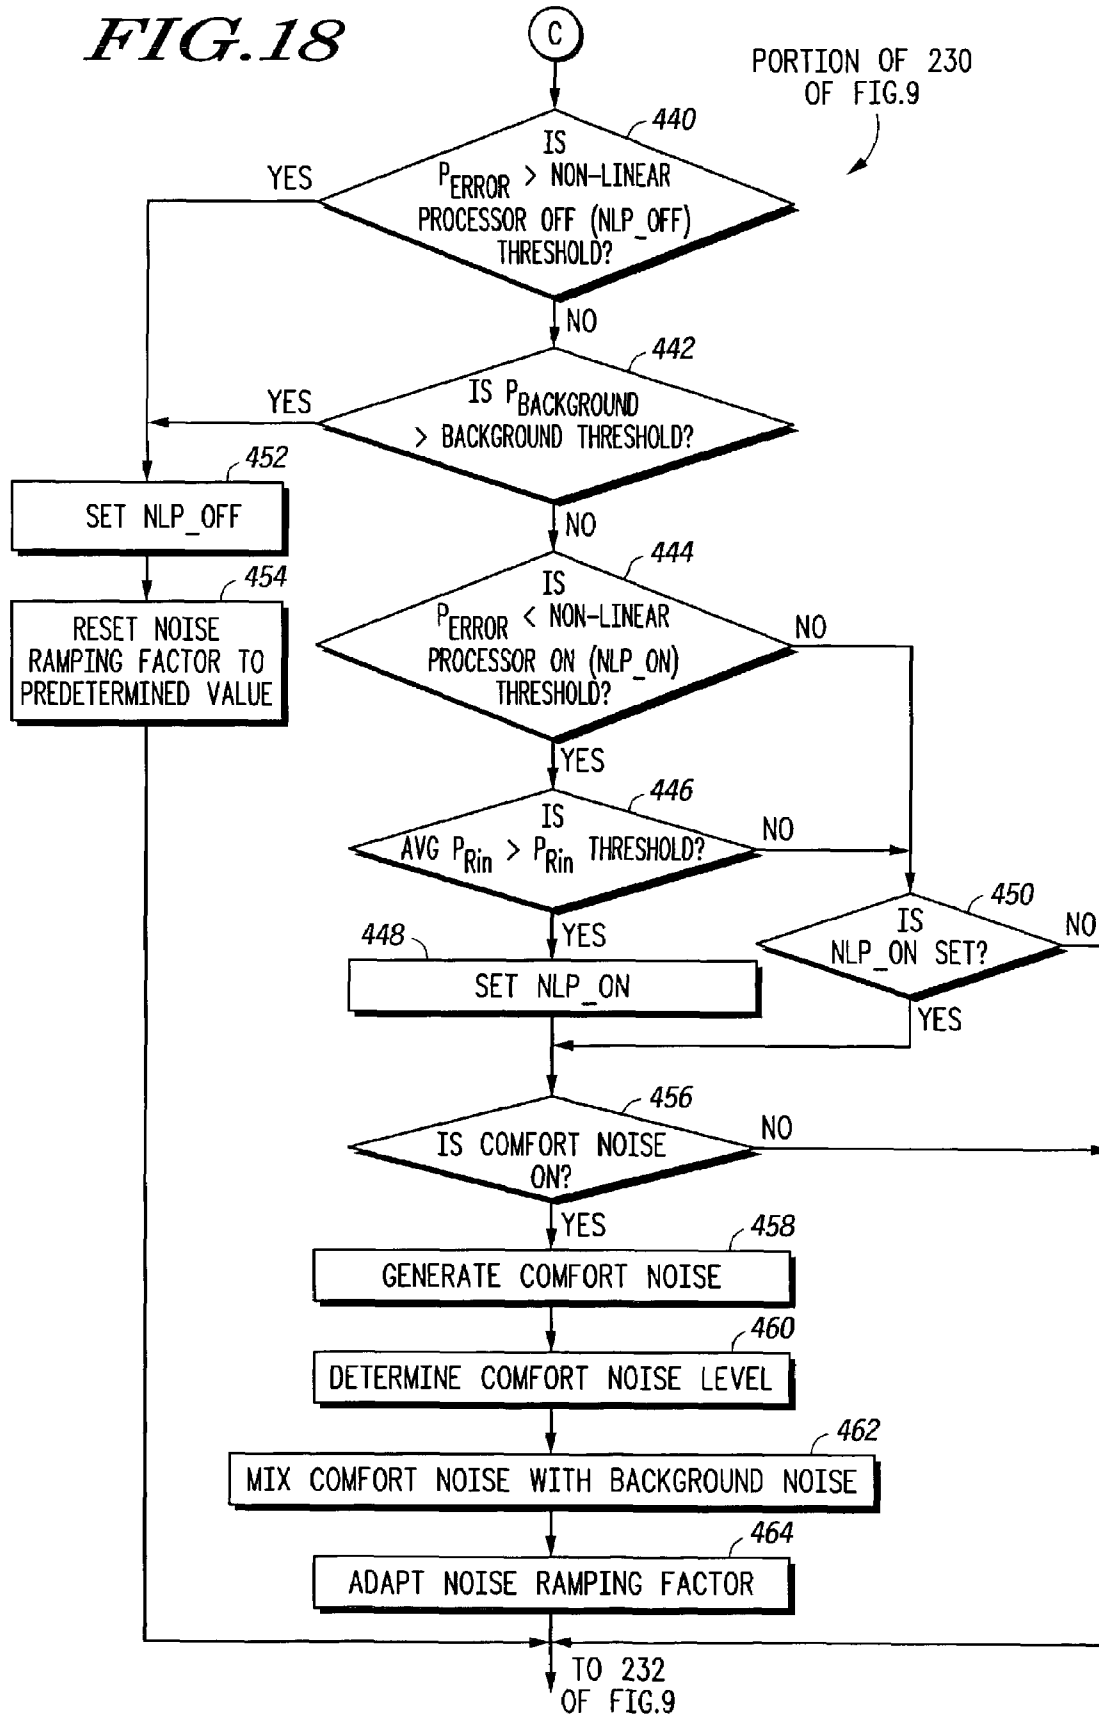 FIG.18
C
PORTION OF 230
OF FIG.9
440
IS
PERROR > NON-LINEAR
PROCESSOR OFF (NLP_OFF)
THRESHOLD?
YES
NO
442
IS PBACKGROUND
> BACKGROUND THRESHOLD?
YES
NO
452
SET NLP_OFF
454
RESET NOISE
RAMPING FACTOR TO
PREDETERMINED VALUE
444
IS
PERROR < NON-LINEAR
PROCESSOR ON (NLP_ON)
THRESHOLD?
NO
YES
446
IS
AVG PRin > PRin THRESHOLD?
NO
YES
450
IS
NLP_ON SET?
NO
YES
448
SET NLP_ON
456
IS COMFORT NOISE
ON?
NO
YES
458
GENERATE COMFORT NOISE
460
DETERMINE COMFORT NOISE LEVEL
462
MIX COMFORT NOISE WITH BACKGROUND NOISE
464
ADAPT NOISE RAMPING FACTOR
TO 232
OF FIG.9